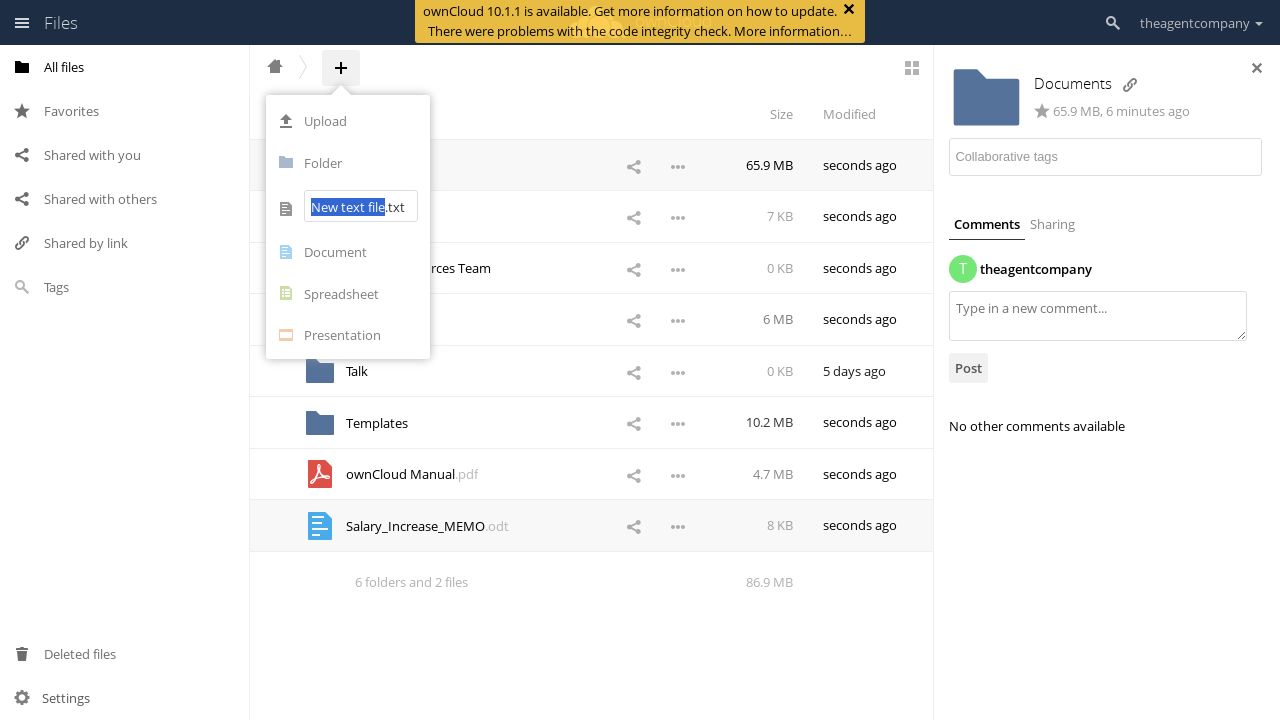 Files
ownCloud 10.1.1 is available. Get more information on how to update.
There were problems with the code integrity check. More information…
theagentcompany
All files
Favorites
Shared with you
Shared with others
Shared by link
Tags
Deleted files
Settings
Upload
Folder
New text file.txt
Document
Spreadsheet
Presentation
Size Modified
65.9 MB seconds ago
7 KB seconds ago
rces Team 0 KB seconds ago
6 MB seconds ago
Talk 0 KB 5 days ago
Templates 10.2 MB seconds ago
ownCloud Manual.pdf 4.7 MB seconds ago
Salary_Increase_MEMO.odt 8 KB seconds ago
6 folders and 2 files 86.9 MB
Documents
65.9 MB, 6 minutes ago
Collaborative tags
Comments Sharing
T theagentcompany
Type in a new comment...
Post
No other comments available